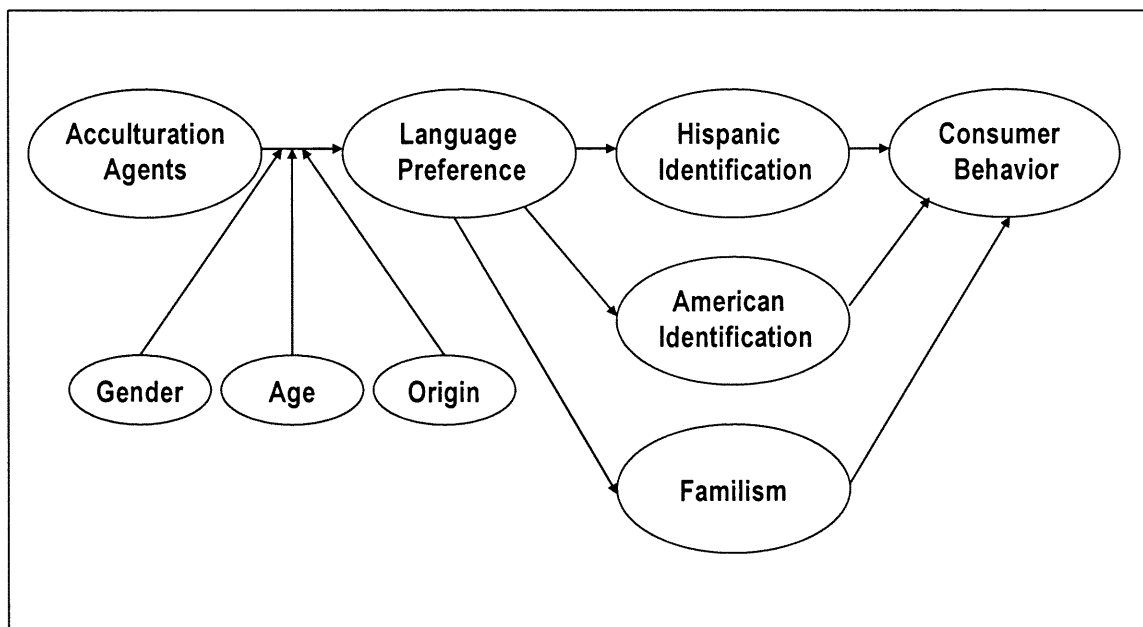 Acculturation
Agents
Language
Preference
Hispanic
Identification
Consumer
Behavior
American
Identification
Gender
Age
Origin
Familism